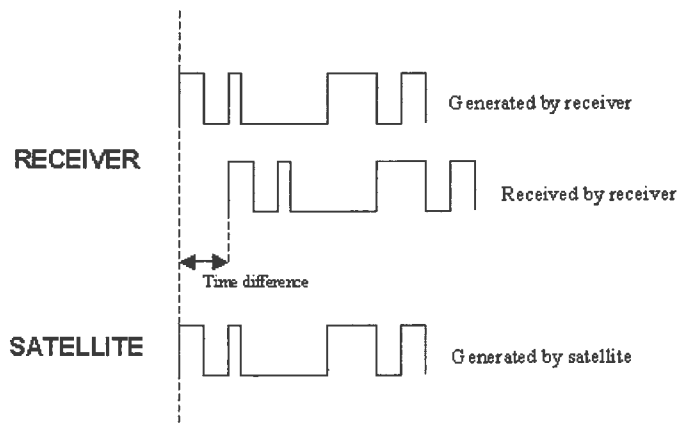 Generated by receiver
RECEIVER
Received by receiver
Time difference
SATELLITE
Generated by satellite